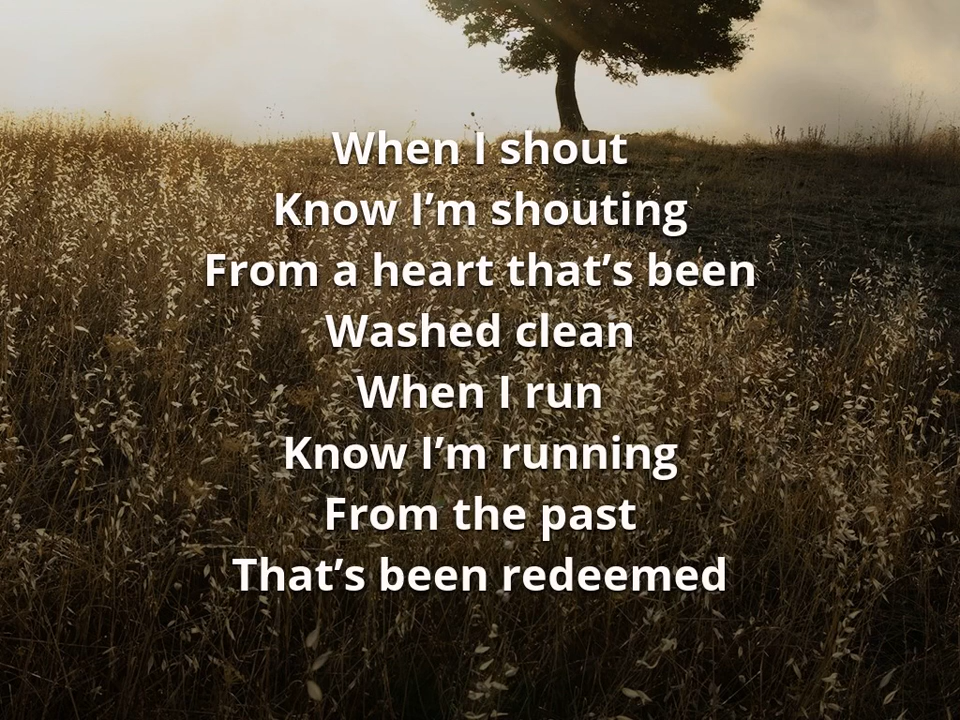 When I shout
Know I’m shouting
From a heart that’s been
Washed clean
When I run
Know I’m running
From the past
That’s been redeemed